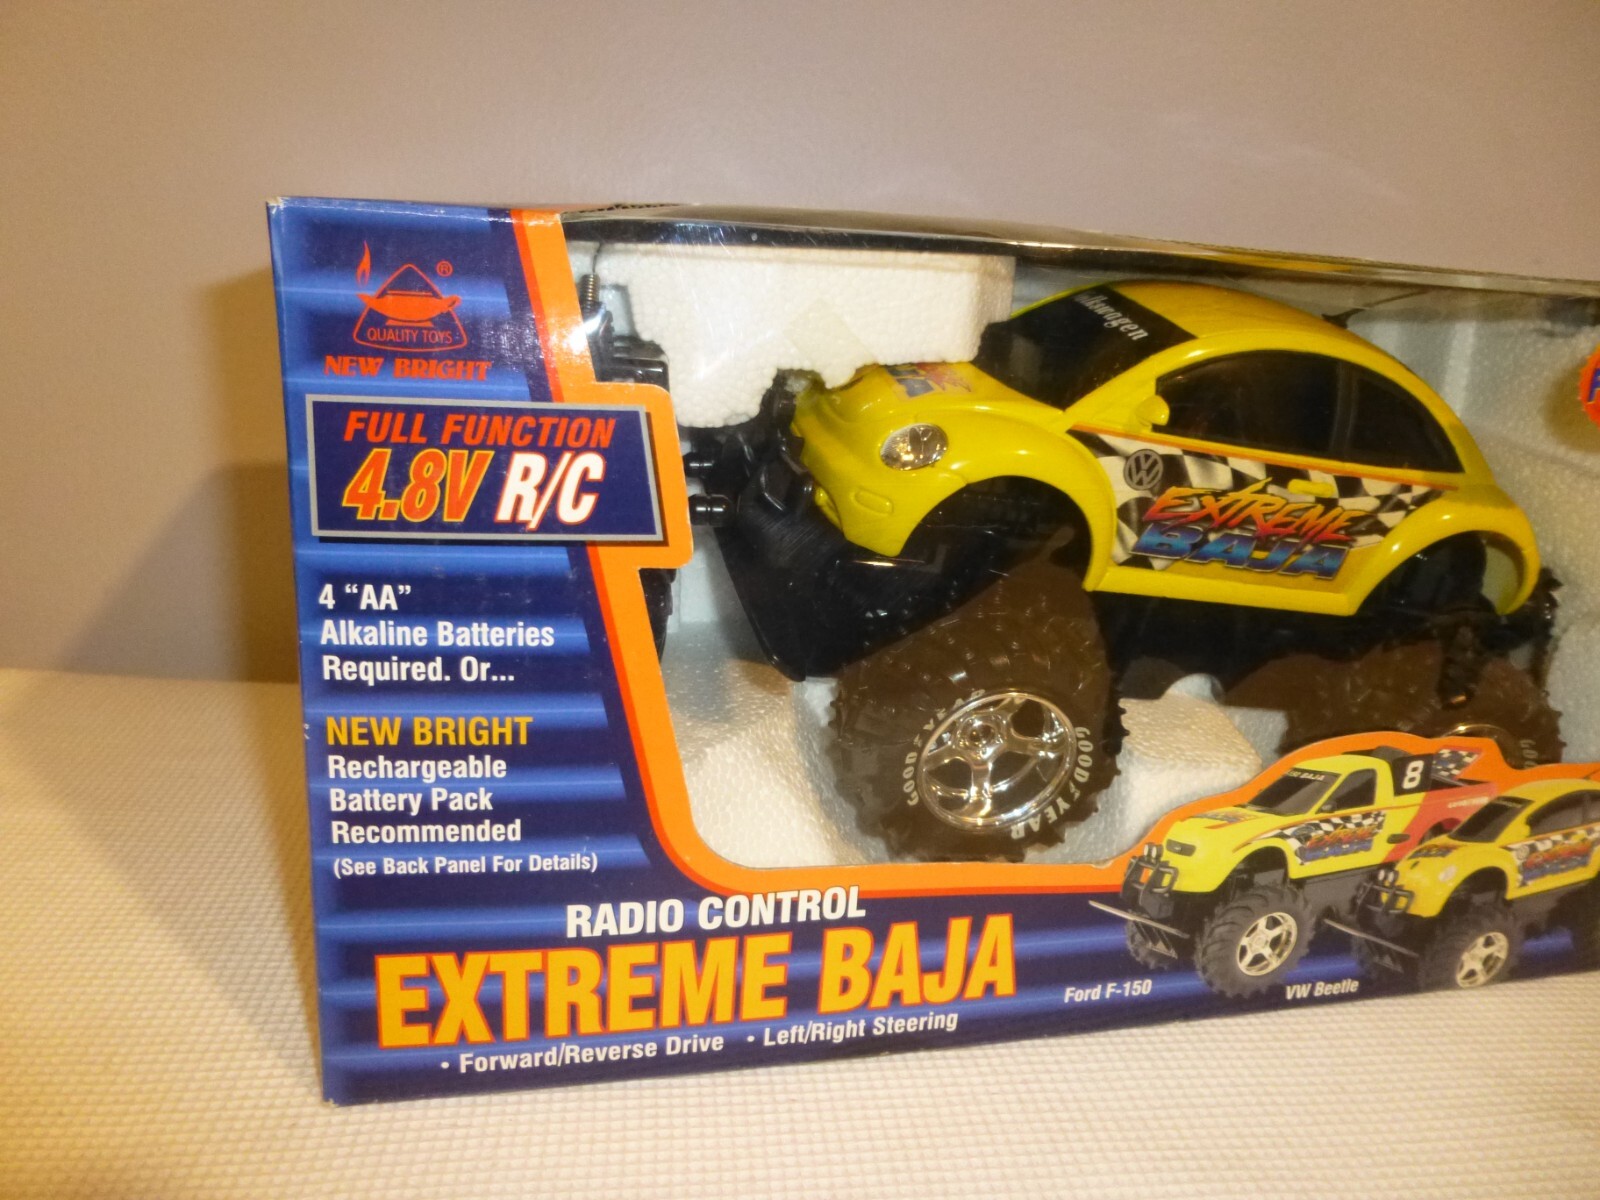 ®
QUALITY TOYS
NEW BRIGHT
FULL FUNCTION
4.8V R/C
4 “AA”
Alkaline Batteries
Required. Or...
NEW BRIGHT
Rechargeable
Battery Pack
Recommended
(See Back Panel For Details)
RADIO CONTROL
EXTREME BAJA
• Forward/Reverse Drive • Left/Right Steering
VW
EXTREME
BAJA
GOODYEAR
GOODYEAR
8
Ford F-150
VW Beetle